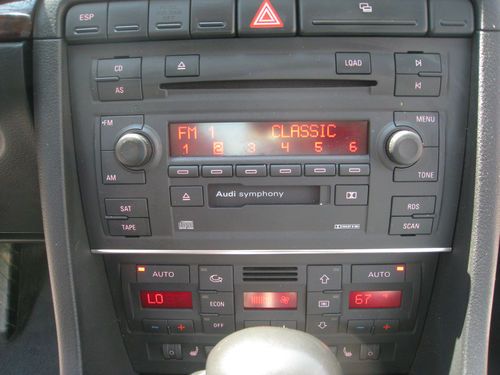 ESP
Audi
CD
LOAD
AS
FM
FM 1 CLASSIC
MENU
1 2 3 4 5 6
AM
TONE
Audi symphony
SAT
RDS
TAPE
SCAN
AUTO
AUTO
LO
ECON
67
OFF